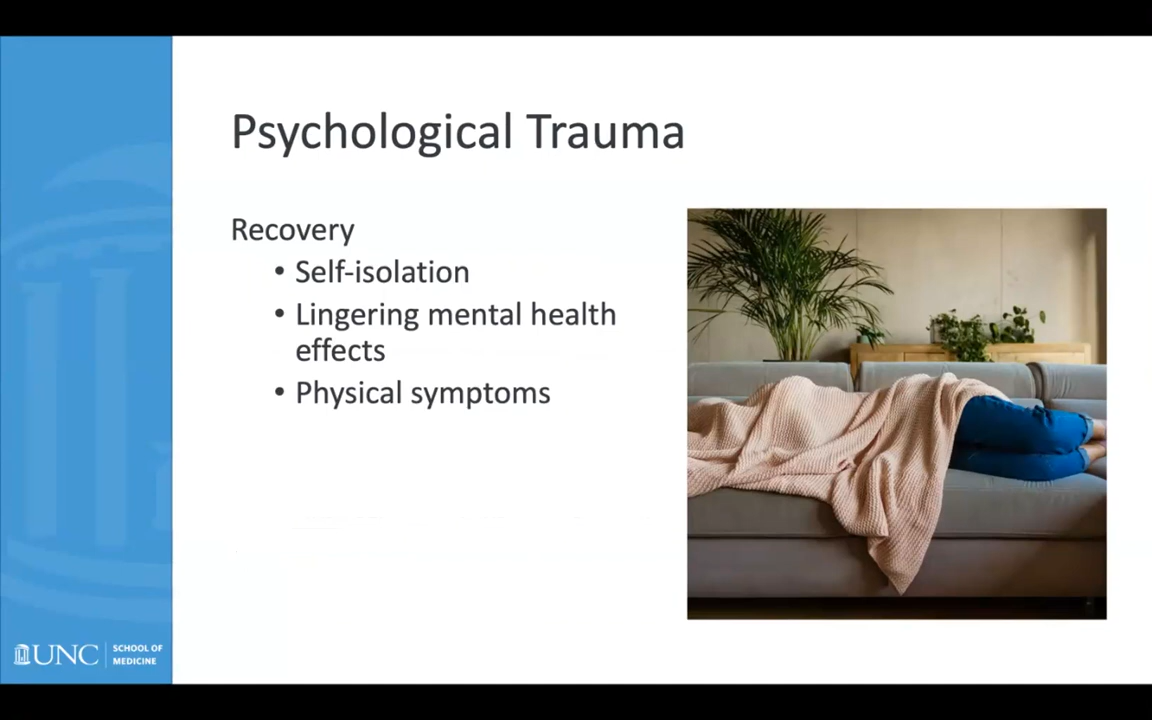 Psychological Trauma
Recovery
• Self-isolation
• Lingering mental health
effects
• Physical symptoms
UNC
SCHOOL OF
MEDICINE